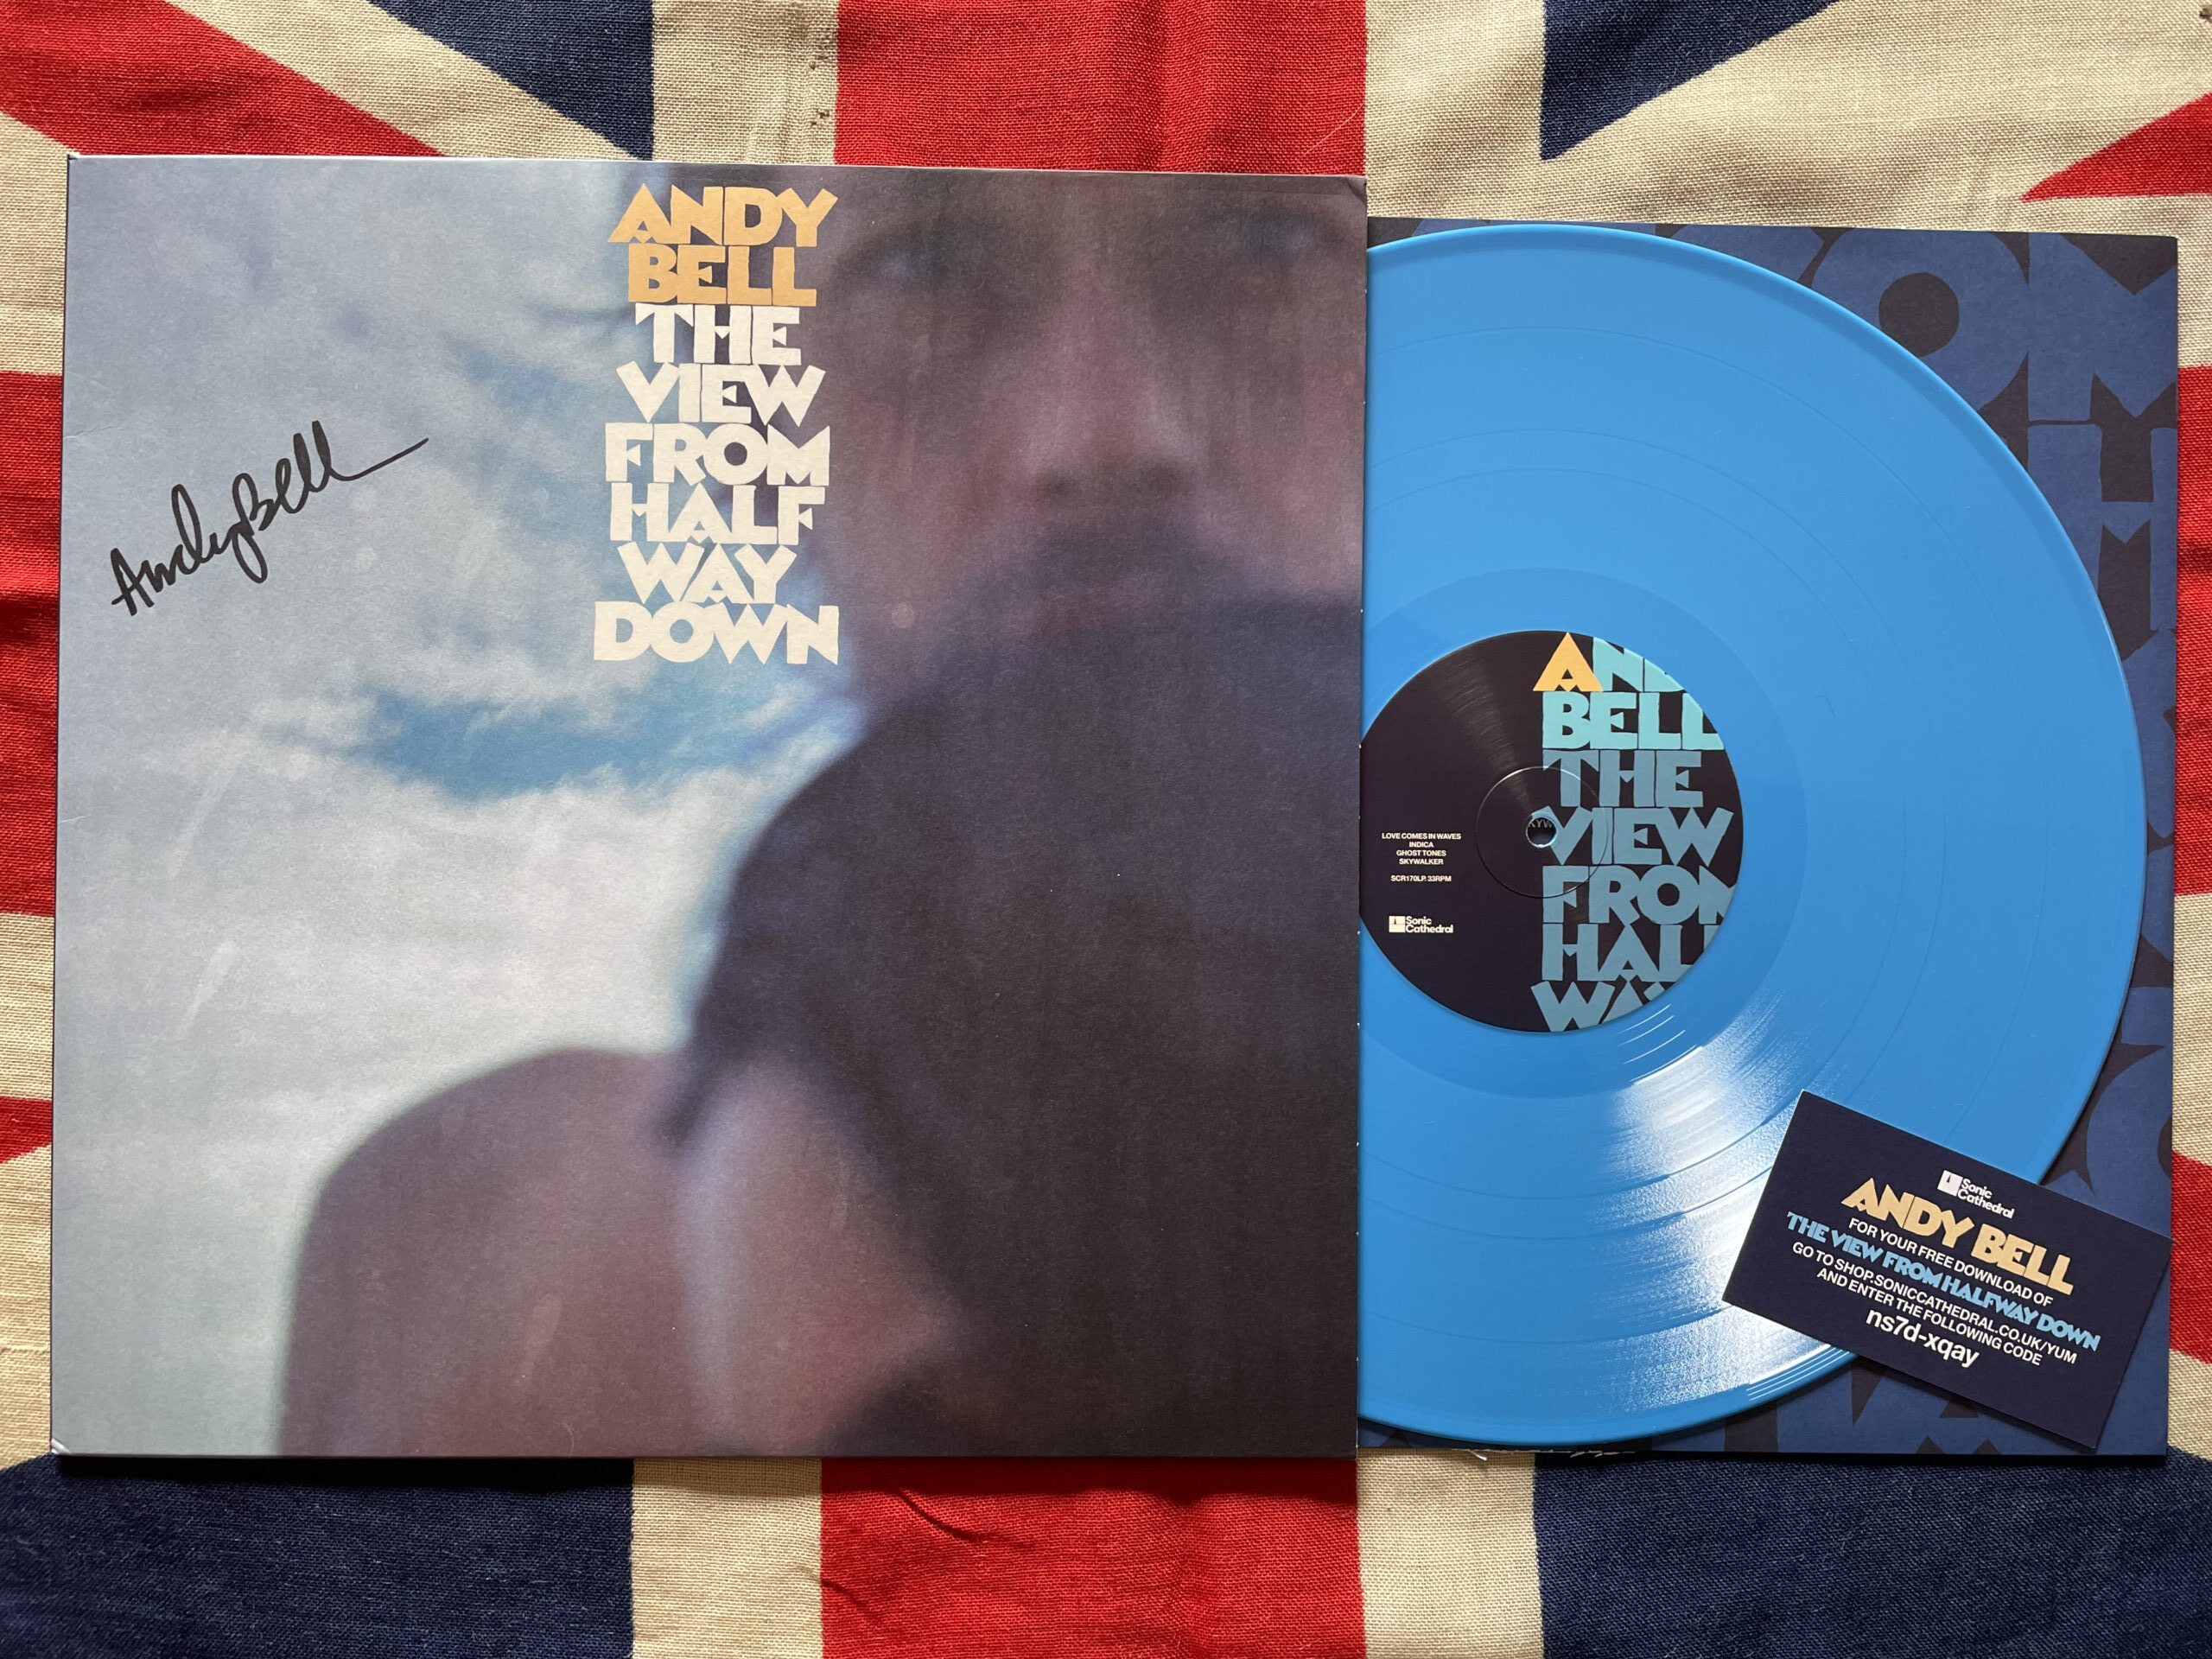 ANDY
BELL
THE
VIEW
FROM
HALF
WAY
DOWN
Andy Bell
AND
BELL
THE
VIEW
FROM
HAL
WAY
LOVE COMES IN WAVES
INDICA
GHOST TONES
SKYWALKER
SCR170LP. 33RPM
Sonic
Cathedral
Sonic
Cathedral
ANDY BELL
FOR YOUR FREE DOWNLOAD OF
THE VIEW FROM HALFWAY DOWN
GO TO SHOP.SONICCATHEDRAL.CO.UK/YUM
AND ENTER THE FOLLOWING CODE
ns7d-xqay